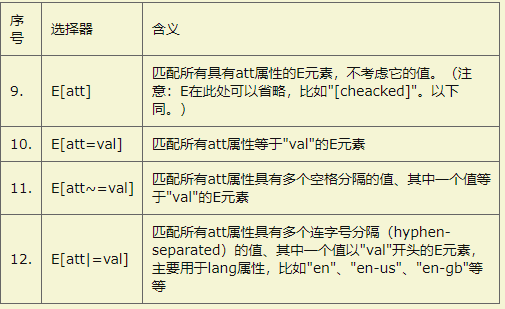 序
号
选择器
含义
9.
E[att]
匹配所有具有att属性的E元素，不考虑它的值。（注
意：E在此处可以省略，比如"[cheacked]"。以下
同。）
10.
E[att=val]
匹配所有att属性等于"val"的E元素
11.
E[att~=val]
匹配所有att属性具有多个空格分隔的值、其中一个值等
于"val"的E元素
12.
E[att|=val]
匹配所有att属性具有多个连字号分隔（hyphen-
separated）的值、其中一个值以"val"开头的E元素，
主要用于lang属性，比如"en"、"en-us"、"en-gb"等
等